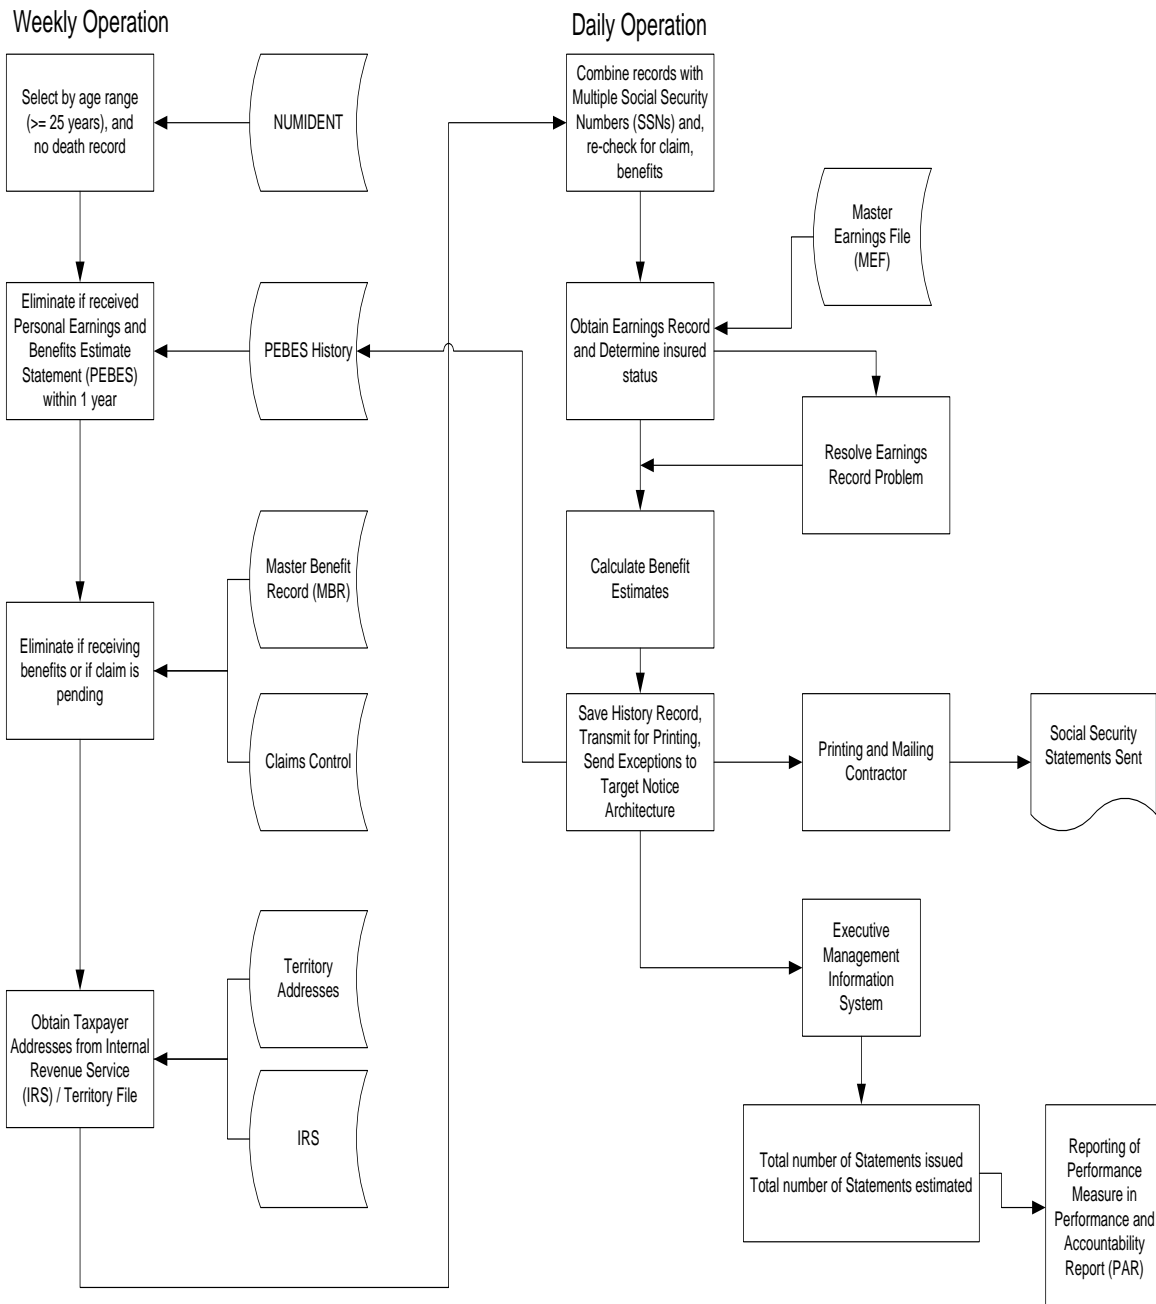 Weekly Operation
Select by age range
(>= 25 years), and
no death record
NUMIDENT
Eliminate if received
Personal Earnings and
Benefits Estimate
Statement (PEBES)
within 1 year
PEBES History
Master Benefit
Record (MBR)
Eliminate if receiving
benefits or if claim is
pending
Claims Control
Territory
Addresses
Obtain Taxpayer
Addresses from Internal
Revenue Service
(IRS) / Territory File
IRS
Daily Operation
Combine records with
Multiple Social Security
Numbers (SSNs) and,
re-check for claim,
benefits
Master
Earnings File
(MEF)
Obtain Earnings Record
and Determine insured
status
Resolve Earnings
Record Problem
Calculate Benefit
Estimates
Save History Record,
Transmit for Printing,
Send Exceptions to
Target Notice
Architecture
Printing and Mailing
Contractor
Social Security
Statements Sent
Executive
Management
Information
System
Total number of Statements issued
Total number of Statements estimated
Reporting of
Performance
Measure in
Performance and
Accountability
Report (PAR)